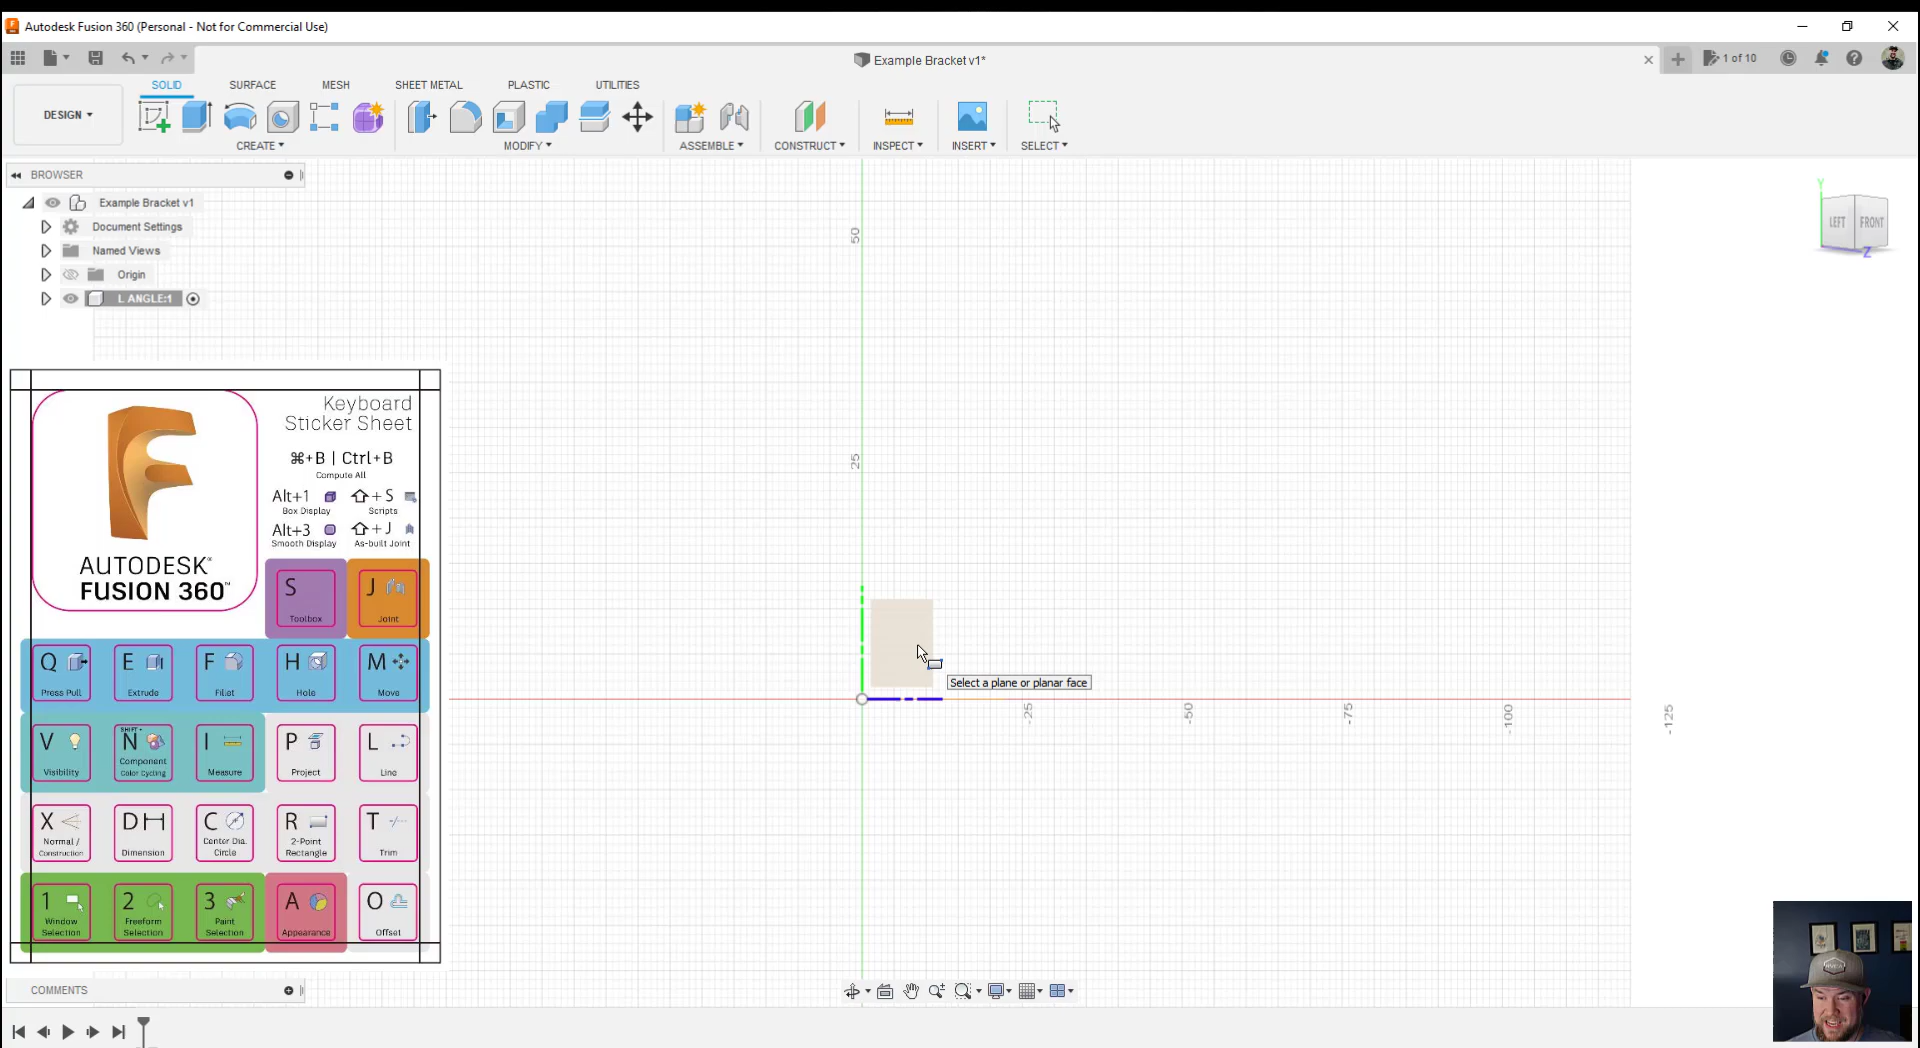 Autodesk Fusion 360 (Personal - Not for Commercial Use)
Example Bracket v1*
1 of 10
SOLID
SURFACE
MESH
SHEET METAL
PLASTIC
UTILITIES
DESIGN
CREATE
MODIFY
ASSEMBLE
CONSTRUCT
INSPECT
INSERT
SELECT
BROWSER
Example Bracket v1
Document Settings
Named Views
Origin
L ANGLE:1
Y
LEFT
FRONT
Z
50
25
-25
-50
-75
-100
-125
Select a plane or planar face
Keyboard
Sticker Sheet
⌘+B | Ctrl+B
Compute All
Alt+1
Box Display
⇧+S
Scripts
Alt+3
Smooth Display
⇧+J
As-built Joint
AUTODESK®
FUSION 360™
S
Toolbox
J
Joint
Q
Press Pull
E
Extrude
F
Fillet
H
Hole
M
Move
V
Visibility
SHIFT+
N
Component
Color Cycling
I
Measure
P
Project
L
Line
X
Normal /
Construction
D
Dimension
C
Center Dia.
Circle
R
2-Point
Rectangle
T
Trim
1
Window
Selection
2
Freeform
Selection
3
Paint
Selection
A
Appearance
O
Offset
COMMENTS